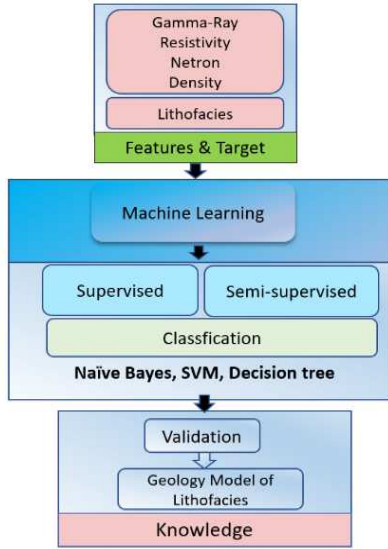 Gamma-Ray
Resistivity
Netron
Density
Lithofacies
Features & Target
Machine Learning
Supervised
Semi-supervised
Classfication
Naïve Bayes, SVM, Decision tree
Validation
Geology Model of
Lithofacies
Knowledge